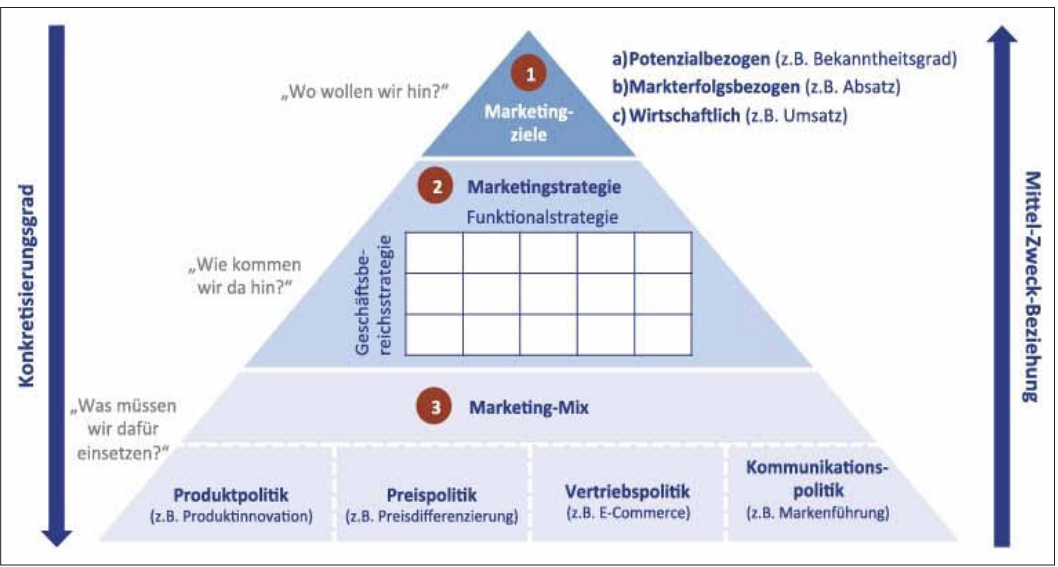 Konkretisierungsgrad
„Wo wollen wir hin?“
1
Marketing-
ziele
a) Potenzialbezogen (z.B. Bekanntheitsgrad)
b) Markterfolgsbezogen (z.B. Absatz)
c) Wirtschaftlich (z.B. Umsatz)
Mittel-Zweck-Beziehung
„Wie kommen
wir da hin?“
2
Marketingstrategie
Funktionalstrategie
Geschäftsbe-
reichsstrategie
„Was müssen
wir dafür
einsetzen?“
3
Marketing-Mix
Produktpolitik
(z.B. Produktinnovation)
Preispolitik
(z.B. Preisdifferenzierung)
Vertriebspolitik
(z.B. E-Commerce)
Kommunikations-
politik
(z.B. Markenführung)